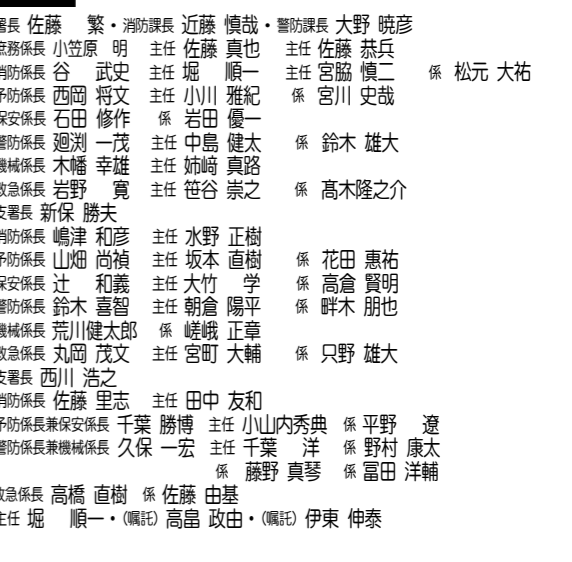 署長 佐藤　繁・消防課長 近藤 慎哉・警防課長 大野 暁彦
庶務係長 小笠原 明　主任 佐藤 真也　主任 佐藤 恭兵
消防係長 谷　武史　主任 堀　順一　主任 宮脇 慎二　係 松元 大祐
予防係長 西岡 将文　主任 小川 雅紀　係 宮川 史哉
保安係長 石田 修作　係 岩田 優一
警防係長 廻渕 一茂　主任 中島 健太　係 鈴木 雄大
機械係長 木幡 幸雄　主任 姉﨑 真路
救急係長 岩野　寛　主任 笹谷 崇之　係 髙木隆之介
支署長 新保 勝夫
消防係長 嶋津 和彦　主任 水野 正樹
予防係長 山畑 尚禎　主任 坂本 直樹　係 花田 惠祐
保安係長 辻　和義　主任 大竹　学　係 高倉 賢明
警防係長 鈴木 喜智　主任 朝倉 陽平　係 畔木 朋也
機械係長 荒川健太郎　係 嵯峨 正章
救急係長 丸岡 茂文　主任 宮町 大輔　係 只野 雄大
支署長 西川 浩之
消防係長 佐藤 里志　主任 田中 友和
予防係長兼保安係長 千葉 勝博　主任 小山内秀典　係 平野　遼
警防係長兼機械係長 久保 一宏　主任 千葉　洋　係 野村 康太
係 藤野 真琴　係 冨田 洋輔
救急係長 高橋 直樹　係 佐藤 由基
主任 堀　順一・(嘱託) 高畠 政由・(嘱託) 伊東 伸泰